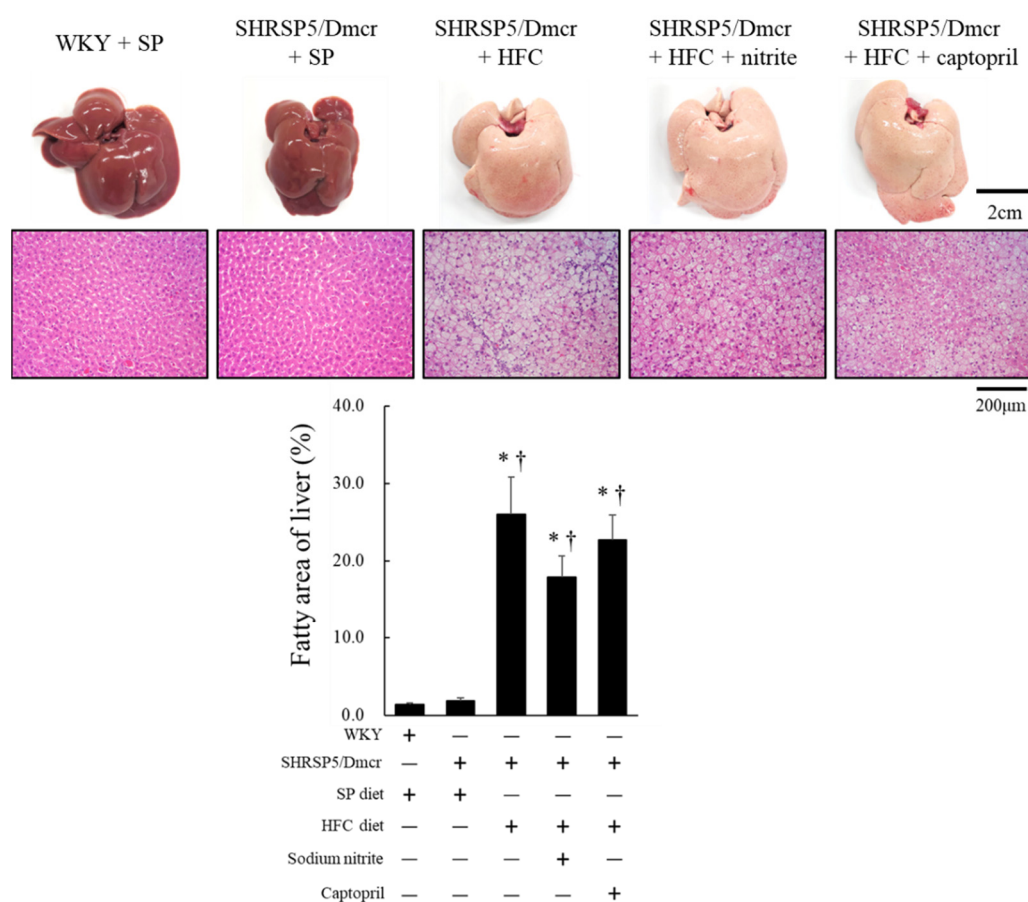 WKY + SP
SHRSP5/Dmcr
+ SP
SHRSP5/Dmcr
+ HFC
SHRSP5/Dmcr
+ HFC + nitrite
SHRSP5/Dmcr
+ HFC + captopril
2cm
200μm
Fatty area of liver (%)
40.0
30.0
20.0
10.0
0.0
* †
* †
* †
WKY + — — — —
SHRSP5/Dmcr — + + + +
SP diet + + — — —
HFC diet — — + + +
Sodium nitrite — — — + —
Captopril — — — — +